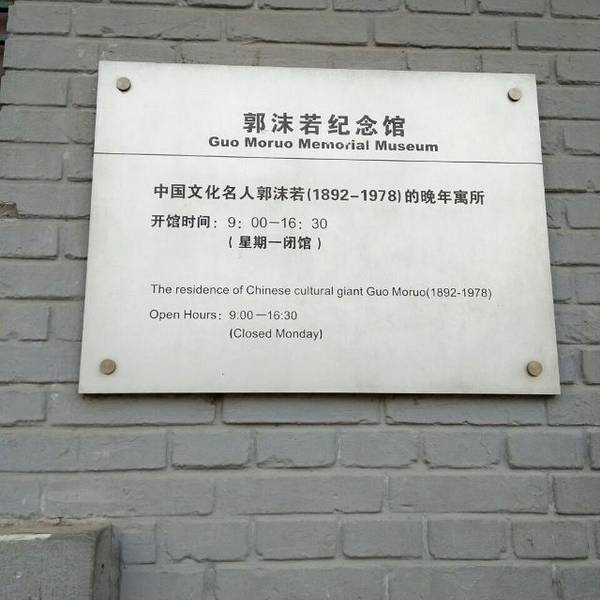 郭沫若纪念馆
Guo Moruo Memorial Museum
中国文化名人郭沫若(1892-1978)的晚年寓所
开馆时间：9：00—16：30
（星期一闭馆）
The residence of Chinese cultural giant Guo Moruo(1892-1978)
Open Hours：9:00—16:30
(Closed Monday)